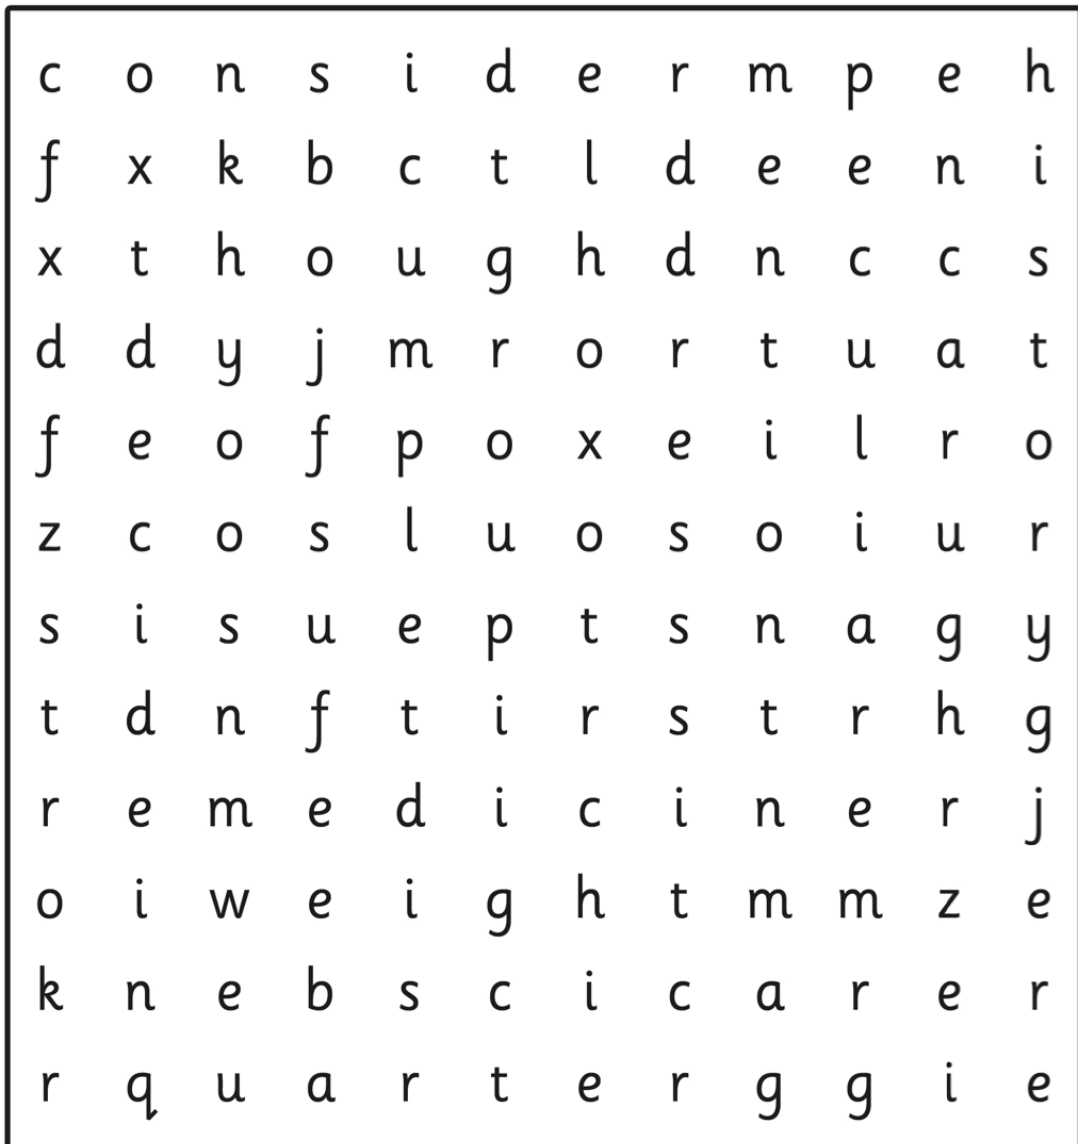 c o n s i d e r m p e h
f x k b c t l d e e n i
x t h o u g h d n c c s
d d y j m r o r t u a t
f e o f p o x e i l r o
z c o s l u o s o i u r
s i s u e p t s n a g y
t d n f t i r s t r h g
r e m e d i c i n e r j
o i w e i g h t m m z e
k n e b s c i c a r e r
r q u a r t e r g g i e